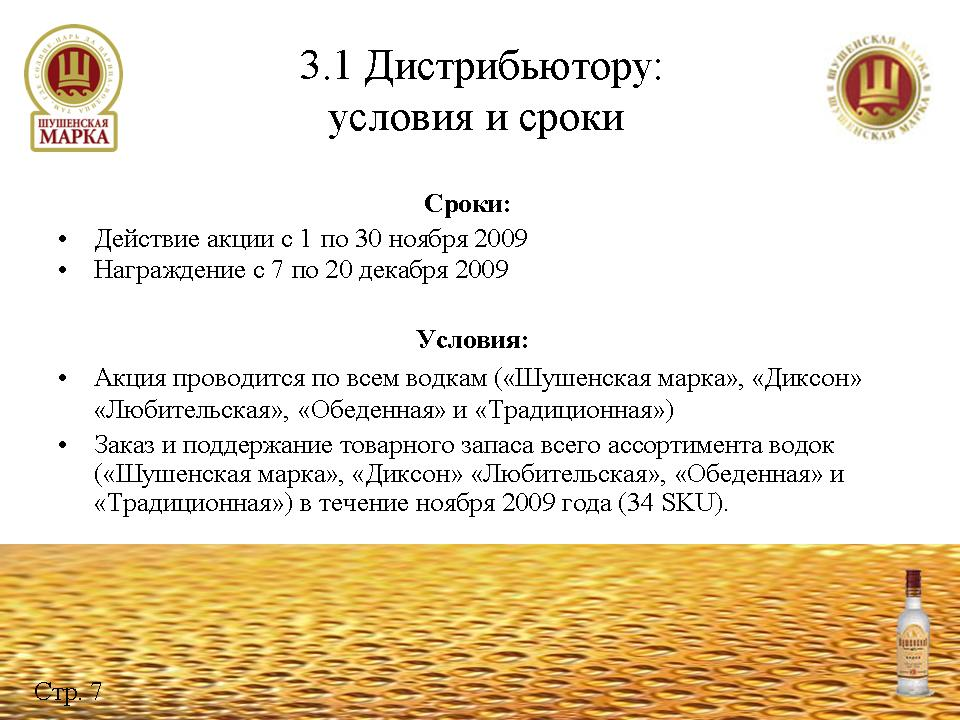 3.1 Дистрибьютору:
условия и сроки
ШУШЕНСКАЯ
МАРКА
ШУШЕНСКАЯ МАРКА
ШУШЕНСКАЯ МАРКА
Сроки:
• Действие акции с 1 по 30 ноября 2009
• Награждение с 7 по 20 декабря 2009
Условия:
• Акция проводится по всем водкам («Шушенская марка», «Диксон»
«Любительская», «Обеденная» и «Традиционная»)
• Заказ и поддержание товарного запаса всего ассортимента водок
(«Шушенская марка», «Диксон» «Любительская», «Обеденная» и
«Традиционная») в течение ноября 2009 года (34 SKU).
Стр. 7